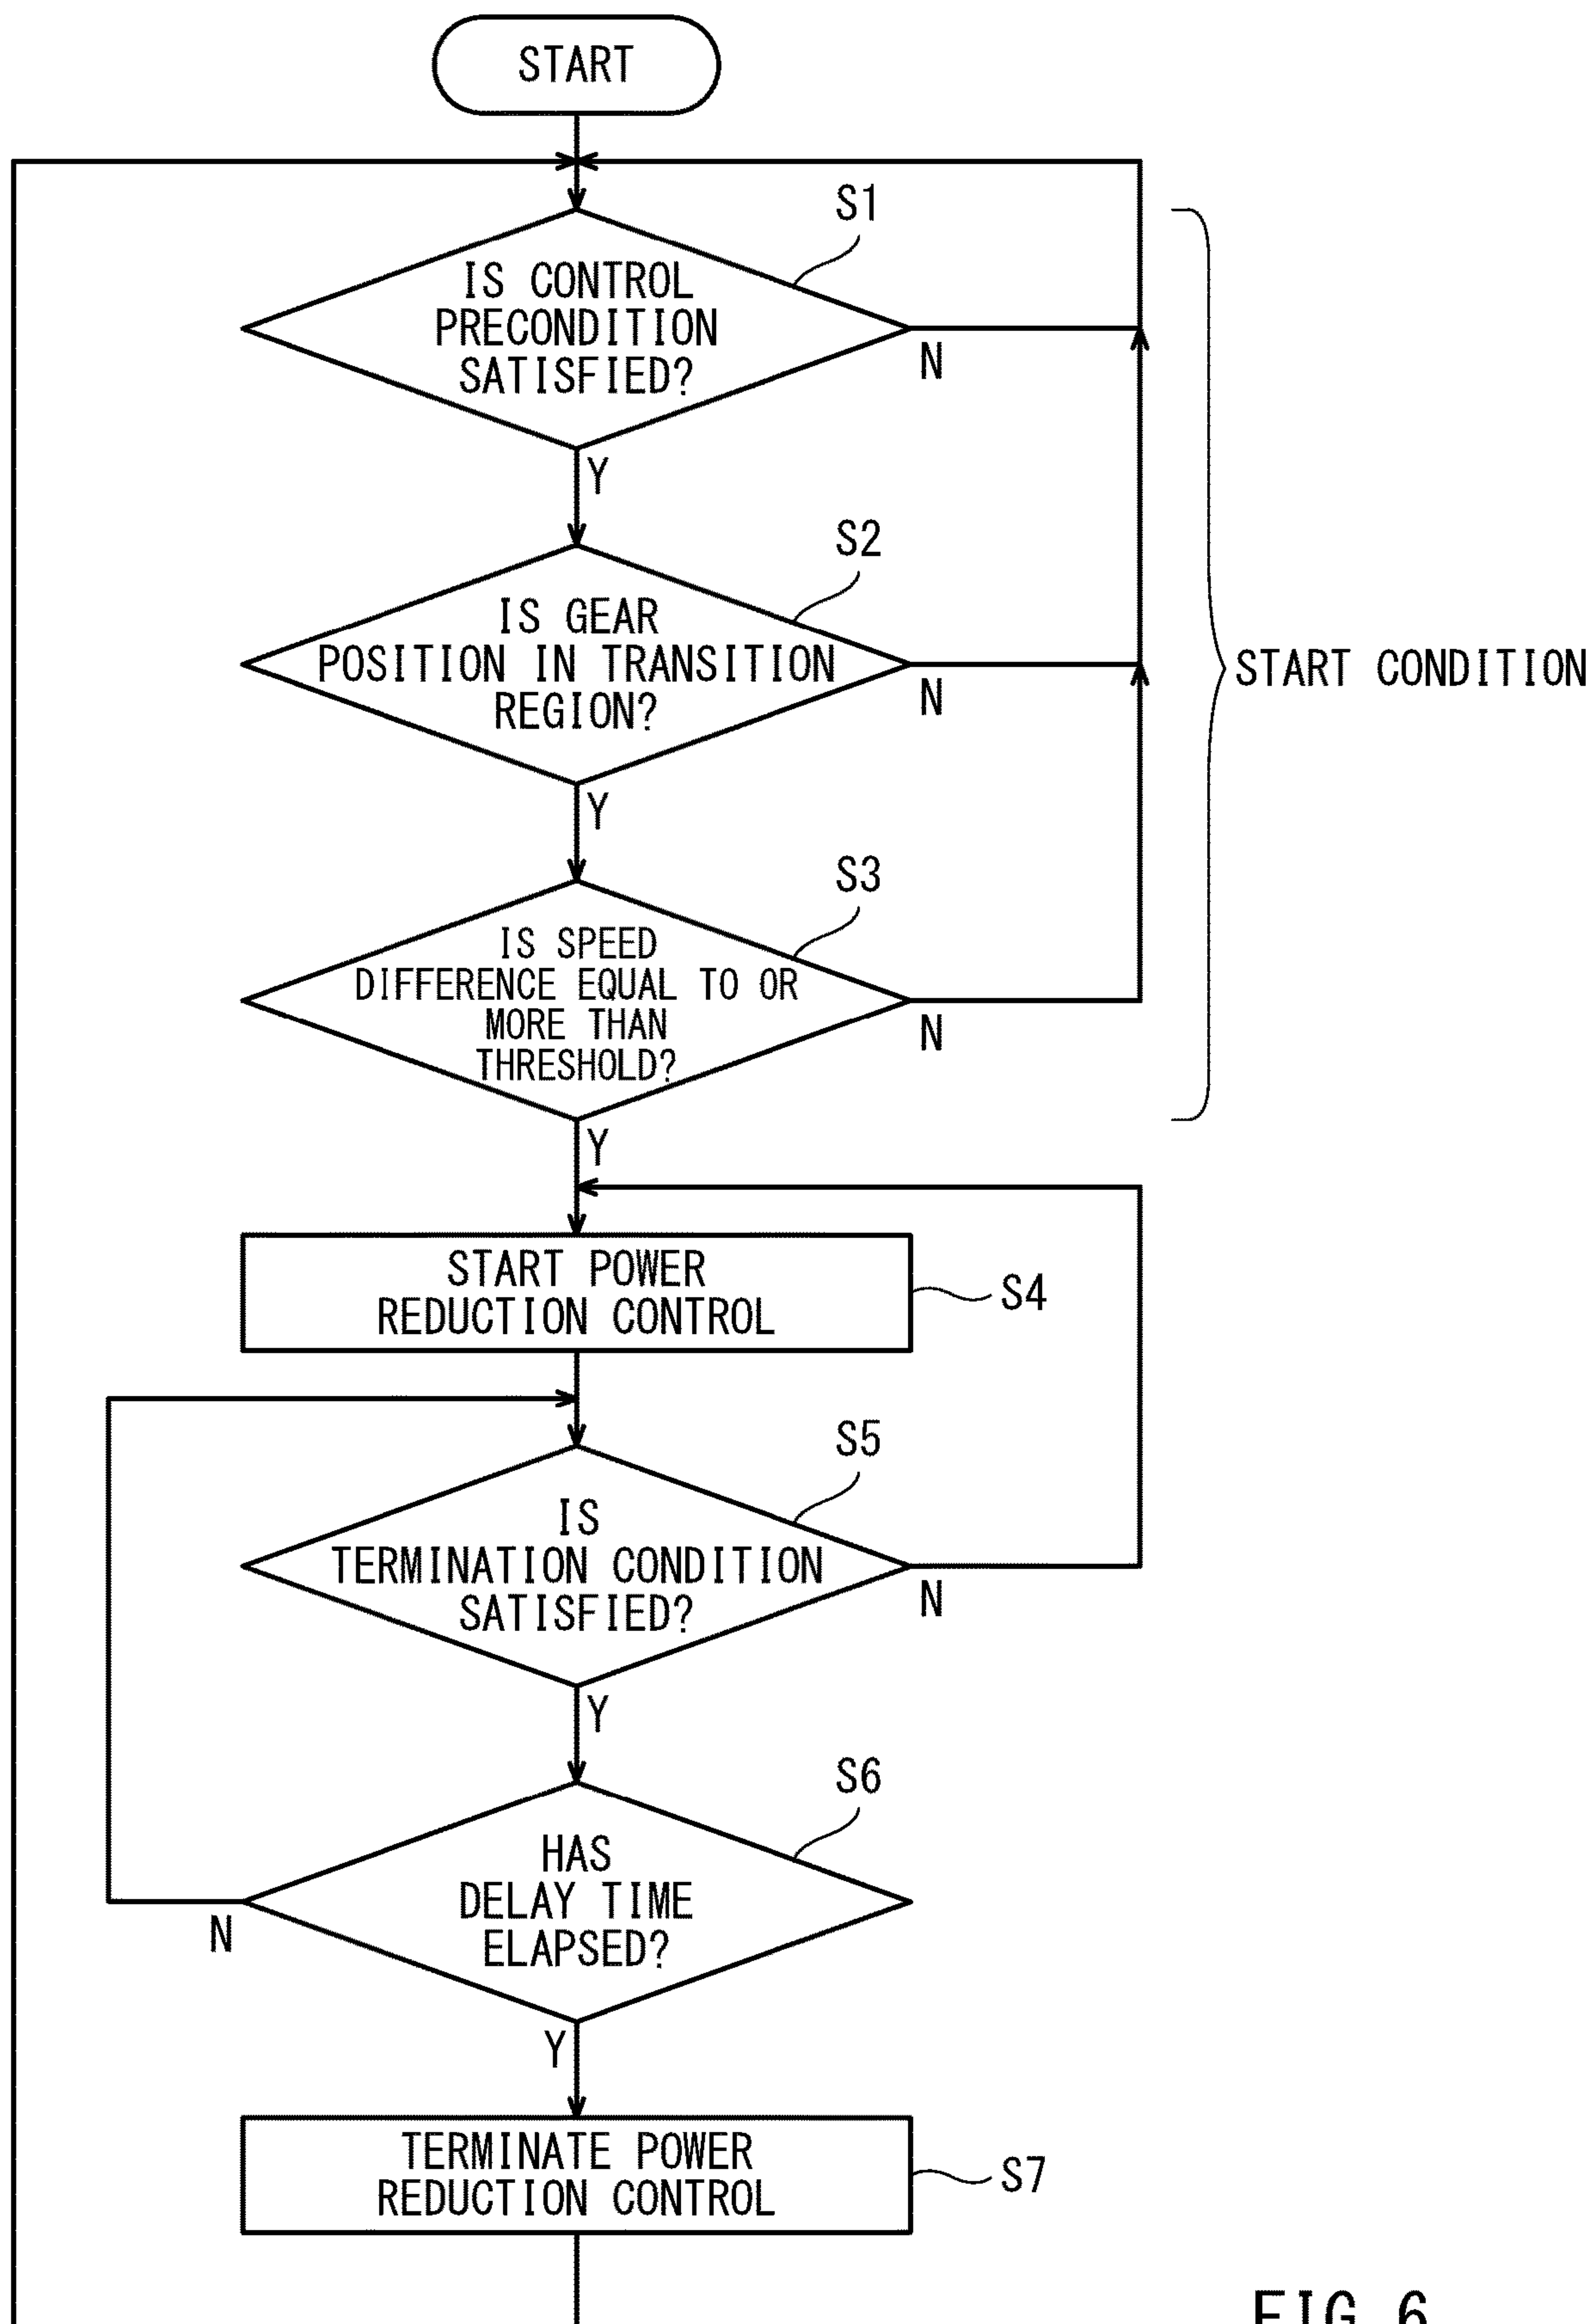 START
S1
IS CONTROL
PRECONDITION
SATISFIED?
N
Y
S2
IS GEAR
POSITION IN TRANSITION
REGION?
N
START CONDITION
Y
S3
IS SPEED
DIFFERENCE EQUAL TO OR
MORE THAN
THRESHOLD?
N
Y
START POWER
REDUCTION CONTROL
S4
S5
IS
TERMINATION CONDITION
SATISFIED?
N
Y
S6
HAS
DELAY TIME
ELAPSED?
N
Y
TERMINATE POWER
REDUCTION CONTROL
S7
FIG. 6